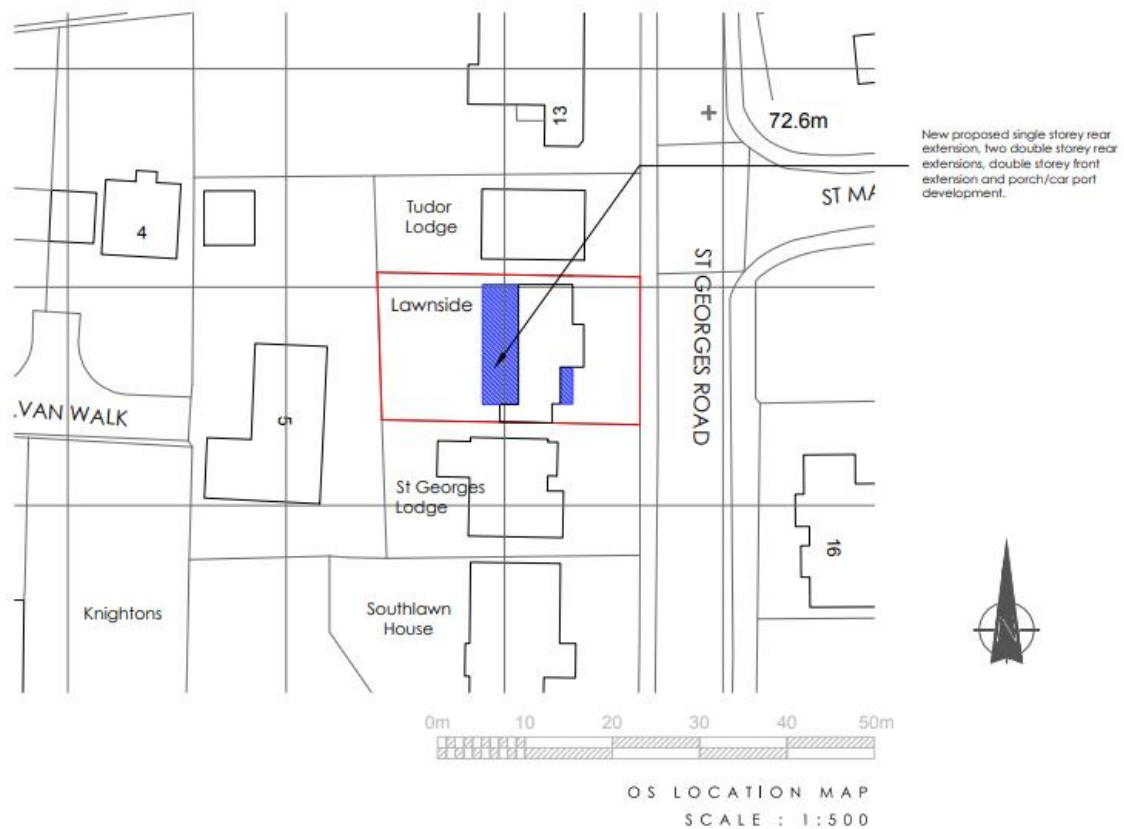 13
72.6m
New proposed single storey rear
extension, two double storey rear
extensions, double storey front
extension and porch/car port
development.
ST MA
4
Tudor
Lodge
Lawnside
ST GEORGES ROAD
.VAN WALK
5
St Georges
Lodge
16
Knightons
Southlawn
House
N
0m 10 20 30 40 50m
OS LOCATION MAP
SCALE : 1:500